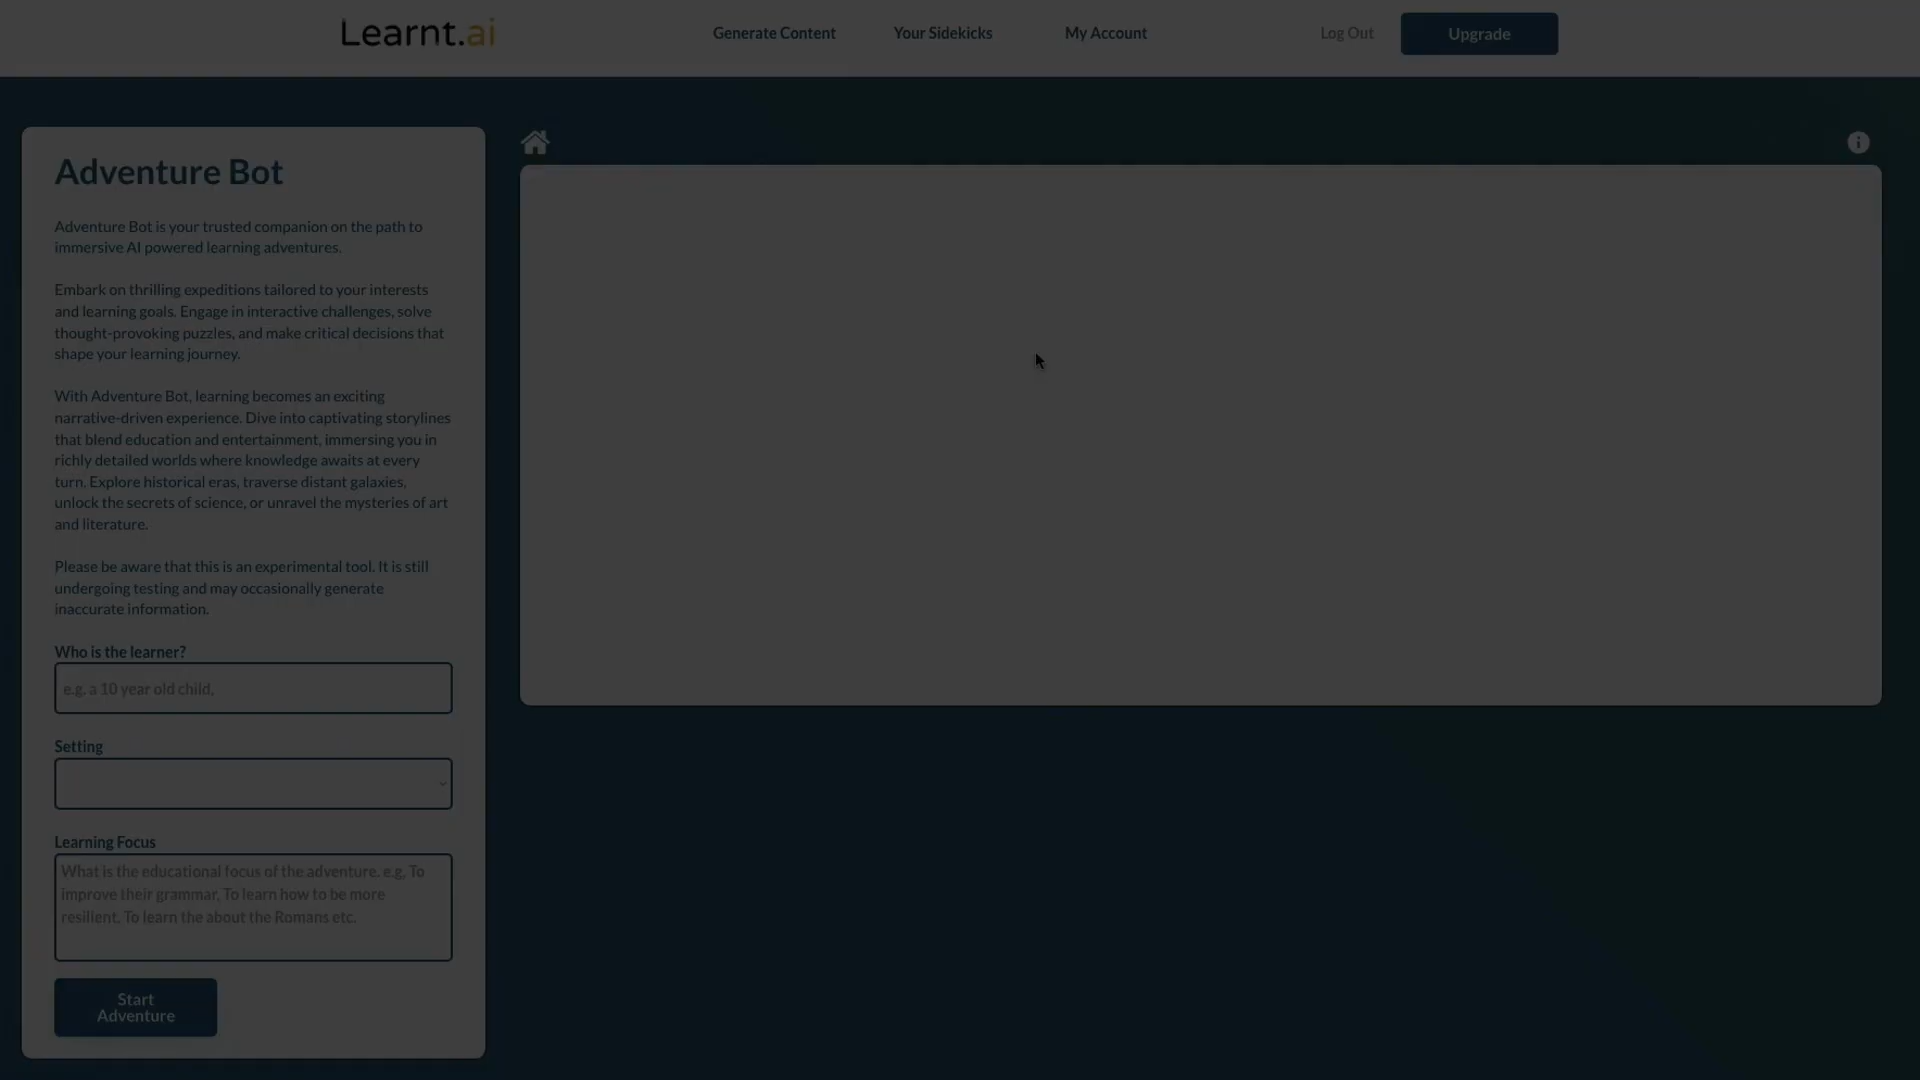 Learnt.ai
Generate Content
Your Sidekicks
My Account
Log Out
Upgrade
Adventure Bot
Adventure Bot is your trusted companion on the path to
immersive AI powered learning adventures.
Embark on thrilling expeditions tailored to your interests
and learning goals. Engage in interactive challenges, solve
thought-provoking puzzles, and make critical decisions that
shape your learning journey.
With Adventure Bot, learning becomes an exciting
narrative-driven experience. Dive into captivating storylines
that blend education and entertainment, immersing you in
richly detailed worlds where knowledge awaits at every
turn. Explore historical eras, traverse distant galaxies,
unlock the secrets of science, or unravel the mysteries of art
and literature.
Please be aware that this is an experimental tool. It is still
undergoing testing and may occasionally generate
inaccurate information.
Who is the learner?
e.g. a 10 year old child,
Setting
Learning Focus
What is the educational focus of the adventure. e.g, To
improve their grammar, To learn how to be more
resilient. To learn the about the Romans etc.
Start
Adventure